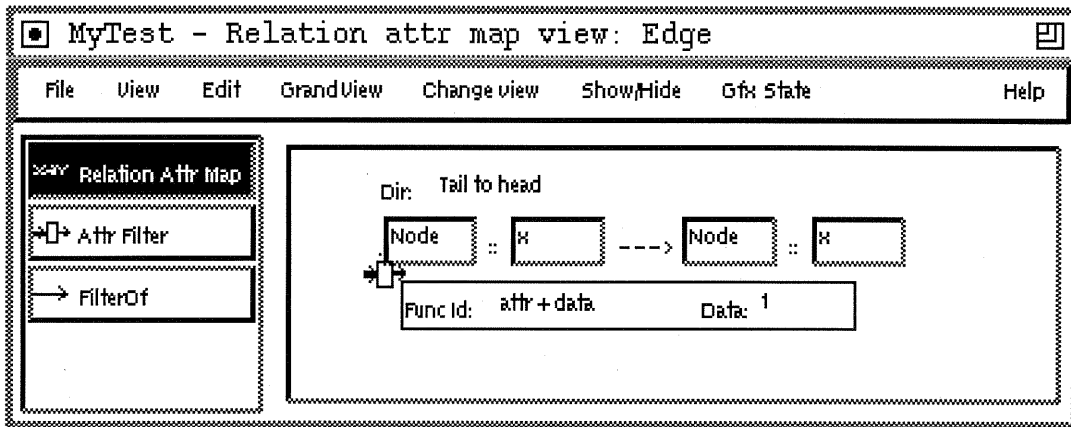 MyTest - Relation attr map view: Edge
File View Edit GrandView Change view Show/Hide Gfx State Help
Relation Attr Map
Attr Filter
FilterOf
Dir: Tail to head
Node :: x ---> Node :: x
Func Id: attr + data Data: 1